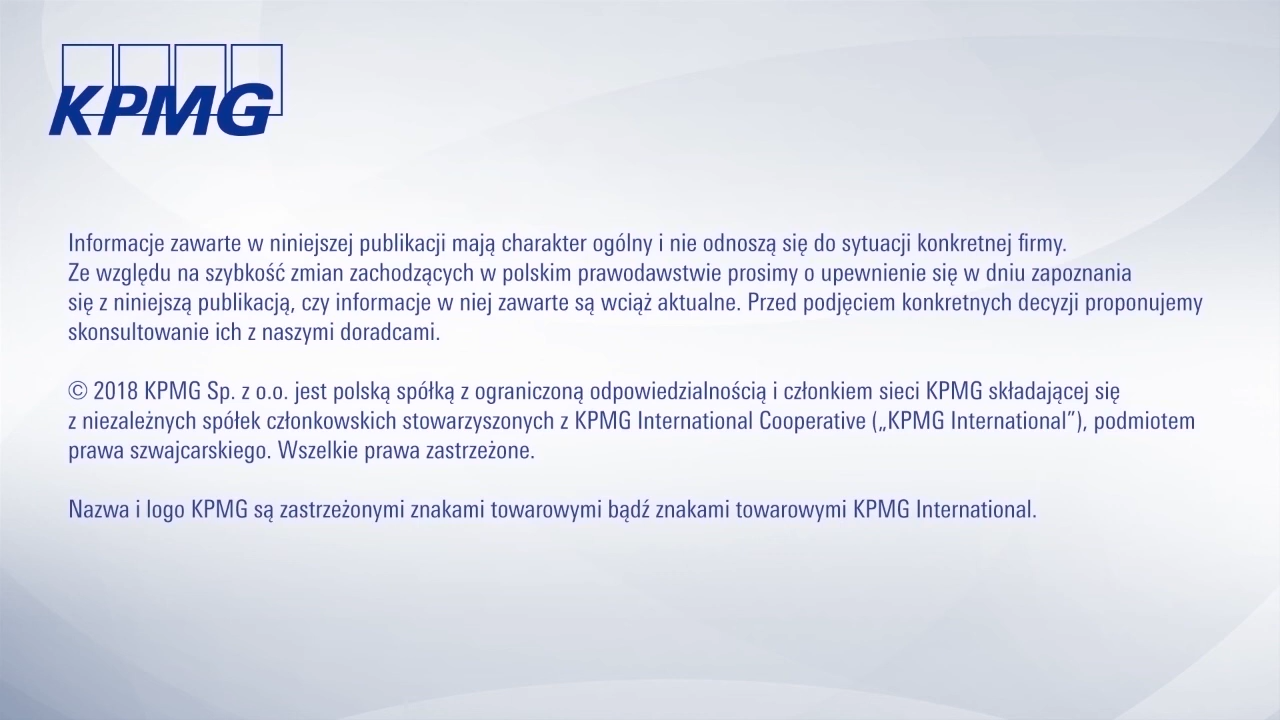 KPMG
Informacje zawarte w niniejszej publikacji mają charakter ogólny i nie odnoszą się do sytuacji konkretnej firmy.
Ze względu na szybkość zmian zachodzących w polskim prawodawstwie prosimy o upewnienie się w dniu zapoznania
się z niniejszą publikacją, czy informacje w niej zawarte są wciąż aktualne. Przed podjęciem konkretnych decyzji proponujemy
skonsultowanie ich z naszymi doradcami.
© 2018 KPMG Sp. z o.o. jest polską spółką z ograniczoną odpowiedzialnością i członkiem sieci KPMG składającej się
z niezależnych spółek członkowskich stowarzyszonych z KPMG International Cooperative („KPMG International”), podmiotem
prawa szwajcarskiego. Wszelkie prawa zastrzeżone.
Nazwa i logo KPMG są zastrzeżonymi znakami towarowymi bądź znakami towarowymi KPMG International.